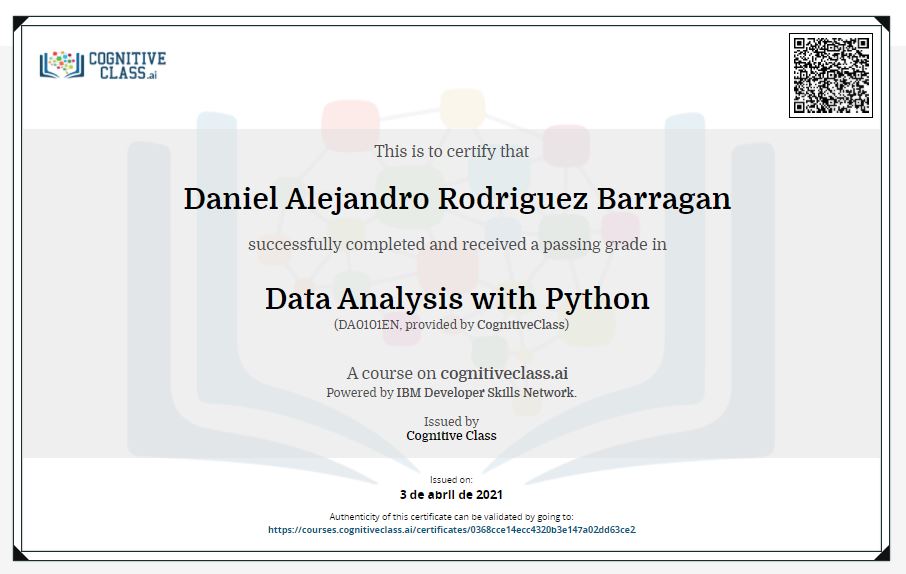 COGNITIVE
CLASS.ai
This is to certify that
Daniel Alejandro Rodriguez Barragan
successfully completed and received a passing grade in
Data Analysis with Python
(DA0101EN, provided by CognitiveClass)
A course on cognitiveclass.ai
Powered by IBM Developer Skills Network.
Issued by
Cognitive Class
Issued on:
3 de abril de 2021
Authenticity of this certificate can be validated by going to:
https://courses.cognitiveclass.ai/certificates/0368cce14ecc4320b3e147a02dd63ce2